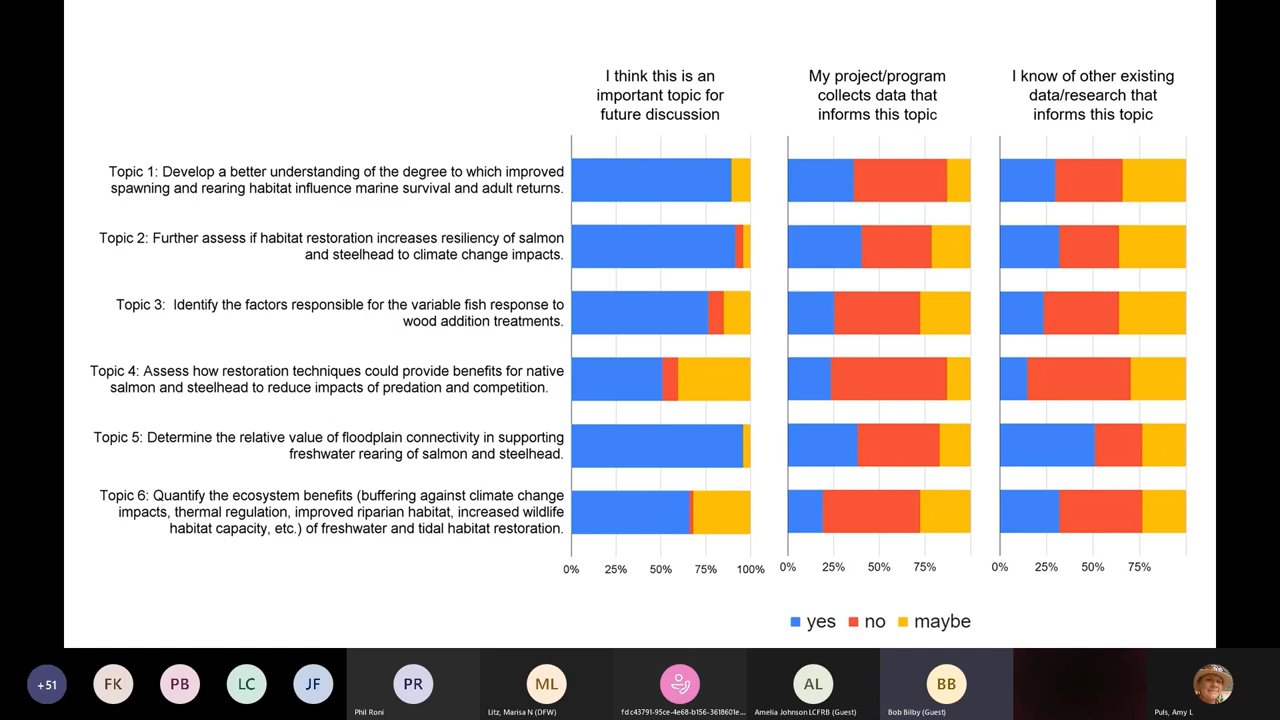 I think this is an
important topic for
future discussion
My project/program
collects data that
informs this topic
I know of other existing
data/research that
informs this topic
Topic 1: Develop a better understanding of the degree to which improved
spawning and rearing habitat influence marine survival and adult returns.
Topic 2: Further assess if habitat restoration increases resiliency of salmon
and steelhead to climate change impacts.
Topic 3:  Identify the factors responsible for the variable fish response to
wood addition treatments.
Topic 4: Assess how restoration techniques could provide benefits for native
salmon and steelhead to reduce impacts of predation and competition.
Topic 5: Determine the relative value of floodplain connectivity in supporting
freshwater rearing of salmon and steelhead.
Topic 6: Quantify the ecosystem benefits (buffering against climate change
impacts, thermal regulation, improved riparian habitat, increased wildlife
habitat capacity, etc.) of freshwater and tidal habitat restoration.
0% 25% 50% 75% 100%
0% 25% 50% 75%
0% 25% 50% 75%
yes no maybe
+51 FK PB LC JF PR ML AL BB
Phil Roni
Litz, Marisa N (DFW)
fdc43791-95ce-4e68-b156-3618601e...
Amelia Johnson LCFRB (Guest)
Bob Bilby (Guest)
Puls, Amy L